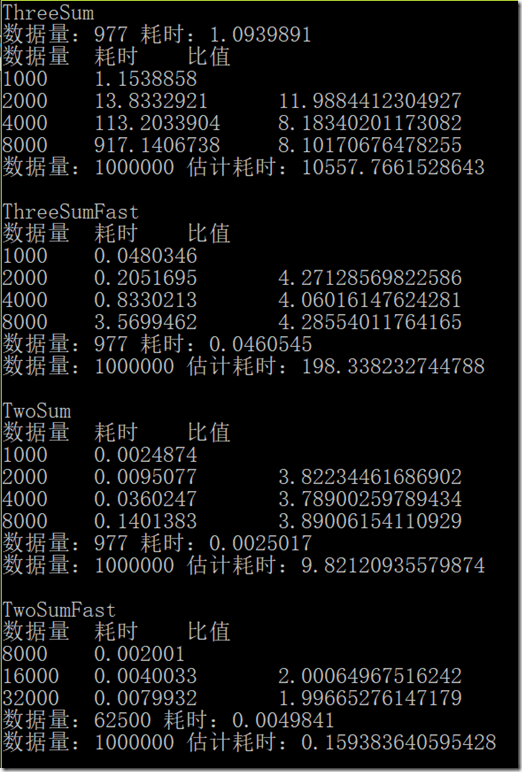 ThreeSum
数据量：977 耗时：1.0939891
数据量 耗时 比值
1000 1.1538858
2000 13.8332921 11.9884412304927
4000 113.2033904 8.18340201173082
8000 917.1406738 8.10170676478255
数据量：1000000 估计耗时：10557.7661528643
ThreeSumFast
数据量 耗时 比值
1000 0.0480346
2000 0.2051695 4.27128569822586
4000 0.8330213 4.06016147624281
8000 3.5699462 4.28554011764165
数据量：977 耗时：0.0460545
数据量：1000000 估计耗时：198.338232744788
TwoSum
数据量 耗时 比值
1000 0.0024874
2000 0.0095077 3.82234461686902
4000 0.0360247 3.78900259789434
8000 0.1401383 3.89006154110929
数据量：977 耗时：0.0025017
数据量：1000000 估计耗时：9.82120935579874
TwoSumFast
数据量 耗时 比值
8000 0.002001
16000 0.0040033 2.00064967516242
32000 0.0079932 1.99665276147179
数据量：62500 耗时：0.0049841
数据量：1000000 估计耗时：0.159383640595428